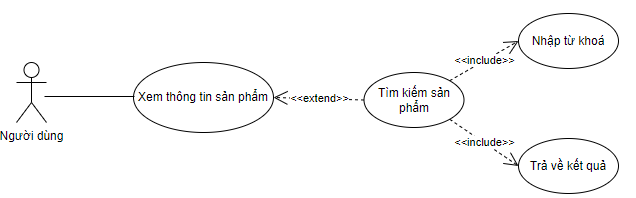 Người dùng
Xem thông tin sản phẩm
<<extend>>
Tìm kiếm sản
phẩm
<<include>>
Nhập từ khoá
<<include>>
Trả về kết quả